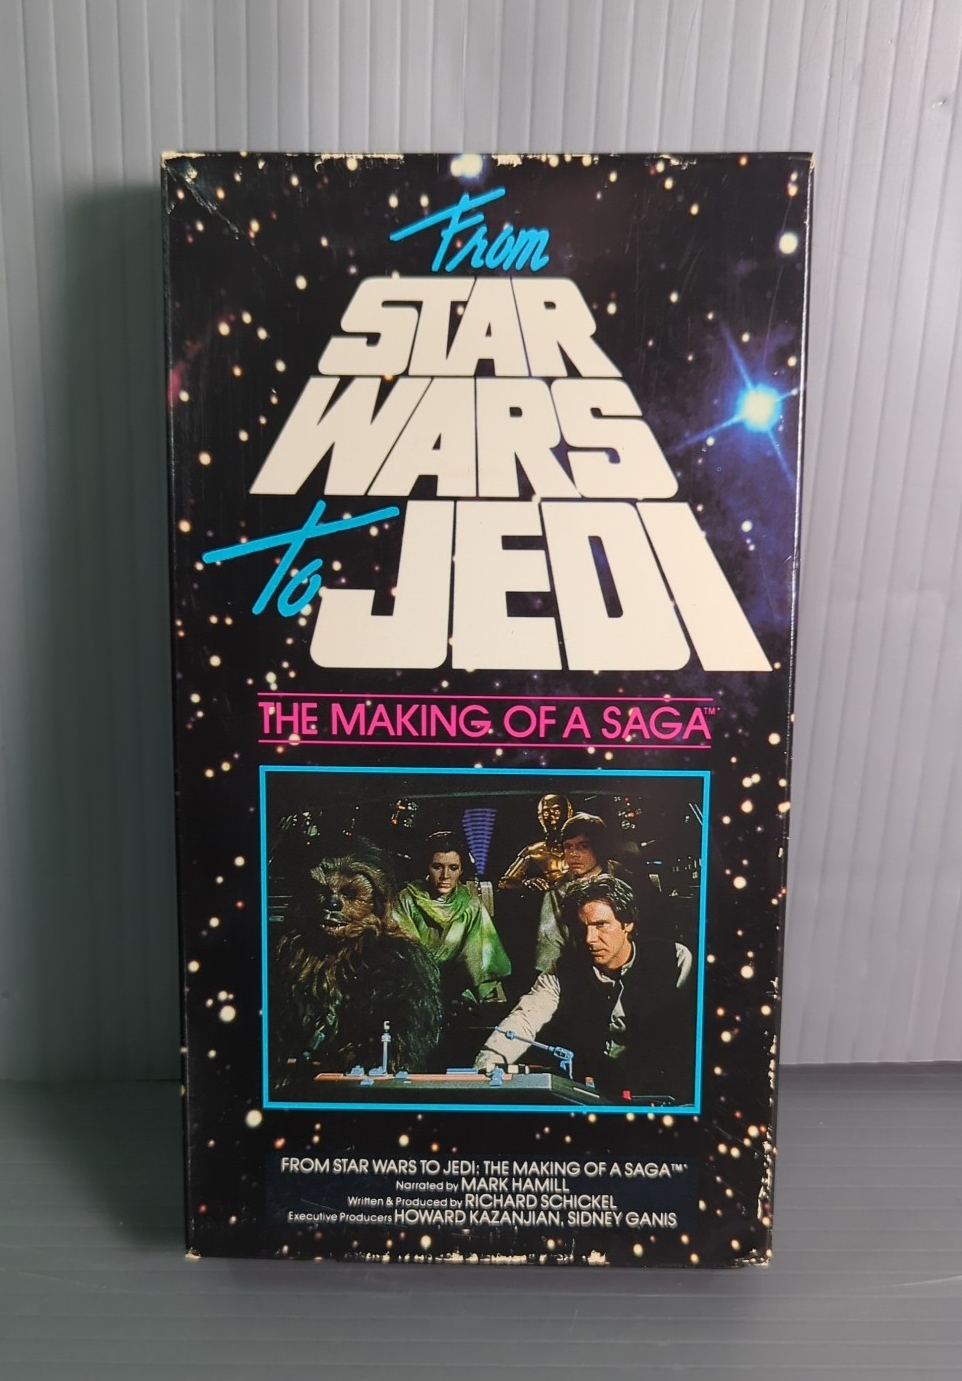 From
STAR
WARS
To JEDI
THE MAKING OF A SAGA™
FROM STAR WARS TO JEDI: THE MAKING OF A SAGA™
Narrated by MARK HAMILL
Written & Produced by RICHARD SCHICKEL
Executive Producers HOWARD KAZANJIAN, SIDNEY GANIS